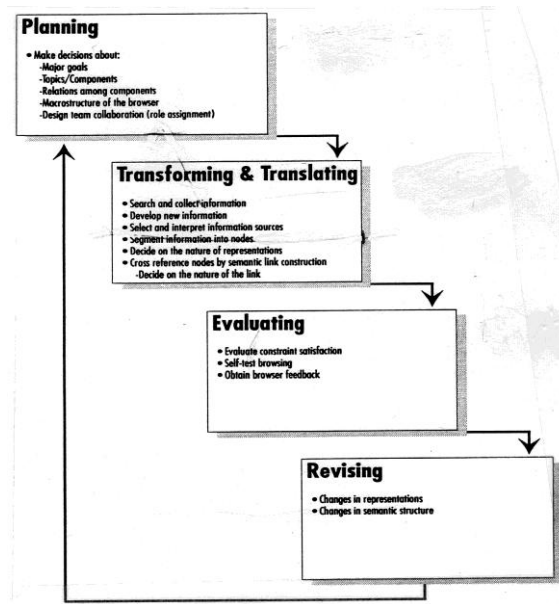 Planning
• Make decisions about:
-Major goals
-Topics/Components
-Relations among components
-Macrostructure of the browser
-Design team collaboration (role assignment)
Transforming & Translating
• Search and collect information
• Develop new information
• Select and interpret information sources
• Segment information into nodes.
• Decide on the nature of representations
• Cross reference nodes by semantic link construction
-Decide on the nature of the link
Evaluating
• Evaluate constraint satisfaction
• Self-test browsing
• Obtain browser feedback
Revising
• Changes in representations
• Changes in semantic structure